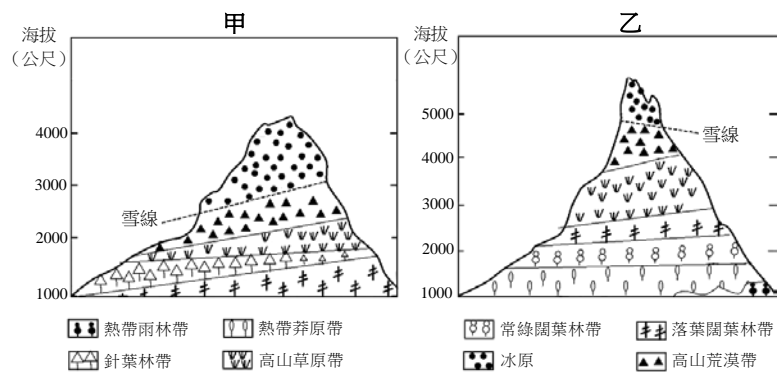 甲
海拔
（公尺）
4000
3000
2000
1000
雪線
乙
海拔
（公尺）
5000
4000
3000
2000
1000
雪線
熱帶雨林帶
熱帶莽原帶
常綠闊葉林帶
落葉闊葉林帶
針葉林帶
高山草原帶
冰原
高山荒漠帶